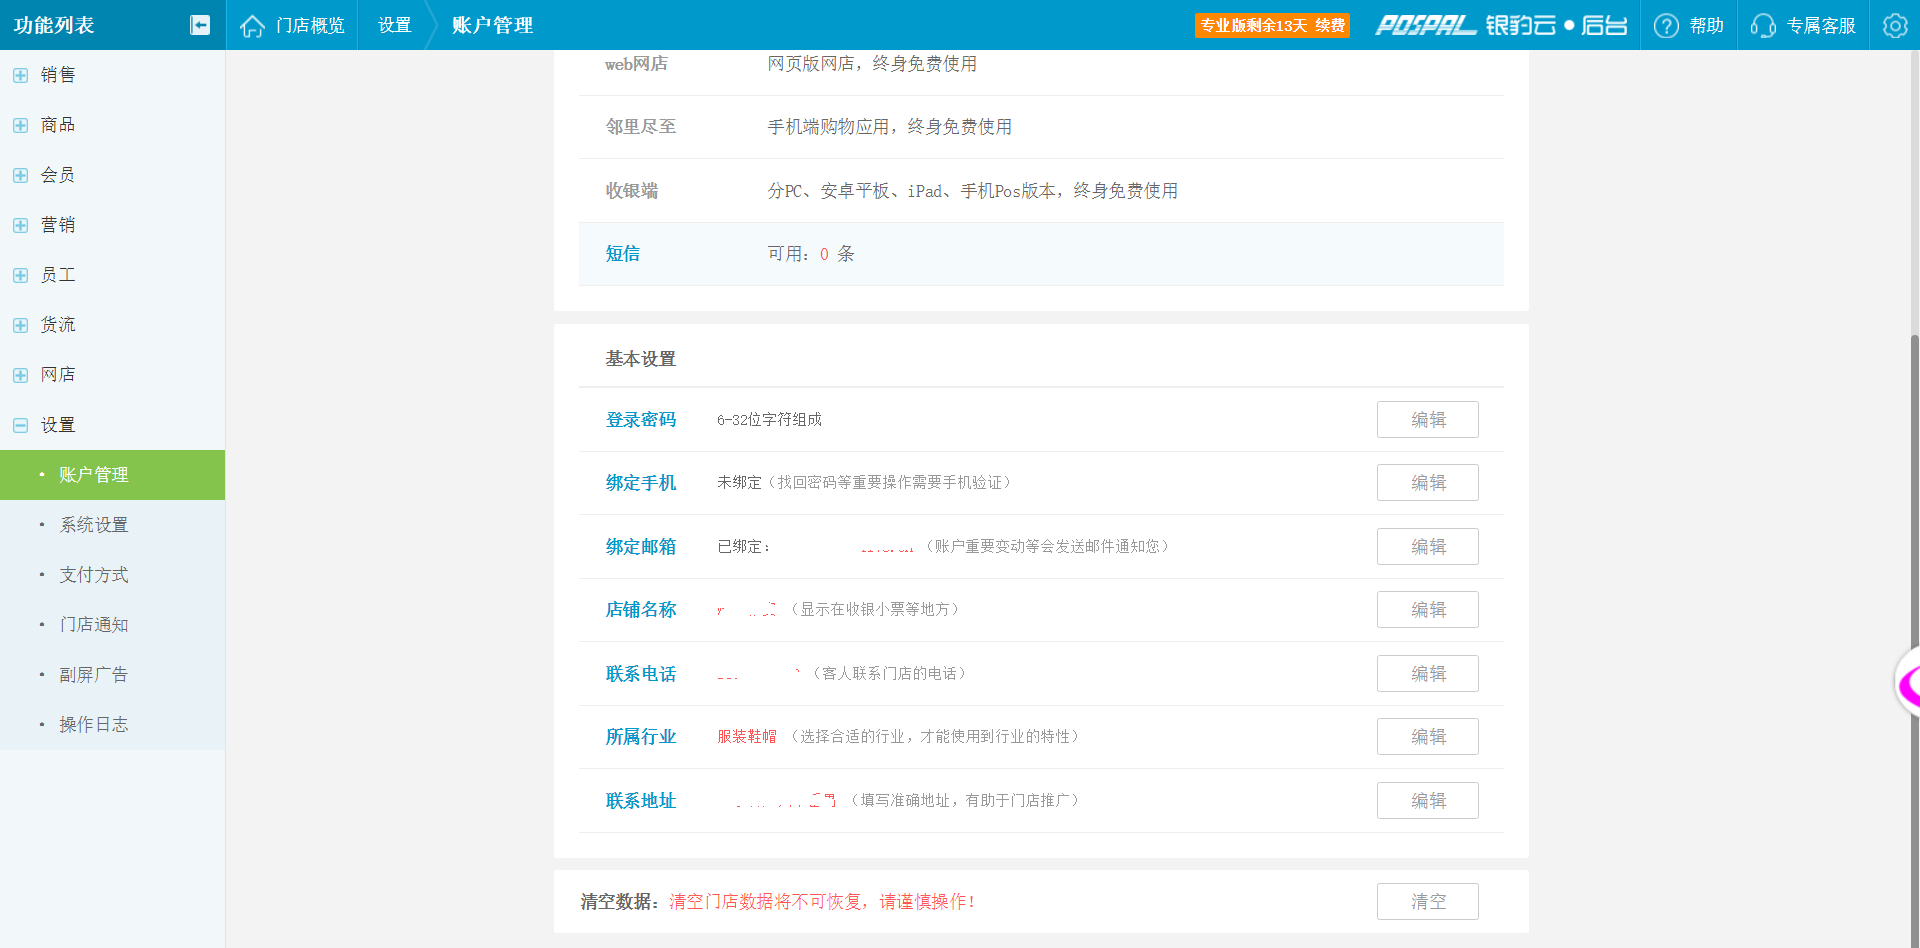 功能列表
门店概览
设置
账户管理
专业版剩余13天 续费
POSPAL 银豹云●后台
帮助
专属客服
销售
商品
会员
营销
员工
货流
网店
设置
账户管理
系统设置
支付方式
门店通知
副屏广告
操作日志
web网店 网页版网店，终身免费使用
邻里尽至 手机端购物应用，终身免费使用
收银端 分PC、安卓平板、iPad、手机Pos版本，终身免费使用
短信 可用：0 条
基本设置
登录密码 6-32位字符组成 编辑
绑定手机 未绑定（找回密码等重要操作需要手机验证） 编辑
绑定邮箱 已绑定： （账户重要变动等会发送邮件通知您） 编辑
店铺名称 （显示在收银小票等地方） 编辑
联系电话 （客人联系门店的电话） 编辑
所属行业 服装鞋帽 （选择合适的行业，才能使用到行业的特性） 编辑
联系地址 （填写准确地址，有助于门店推广） 编辑
清空数据：清空门店数据将不可恢复，请谨慎操作！ 清空